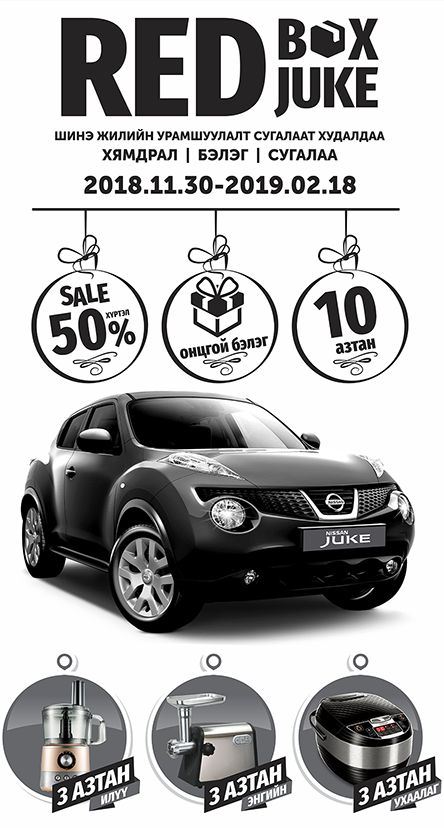 RED BOX
JUKE
ШИНЭ ЖИЛИЙН УРАМШУУЛАЛТ СУГАЛААТ ХУДАЛДАА
ХЯМДРАЛ | БЭЛЭГ | СУГАЛАА
2018.11.30-2019.02.18
SALE
ХҮРТЭЛ
50%
онцгой бэлэг
10
азтан
NISSAN
JUKE
3 АЗТАН
ИЛҮҮ
3 АЗТАН
ЭНГИЙН
3 АЗТАН
УХААЛАГ